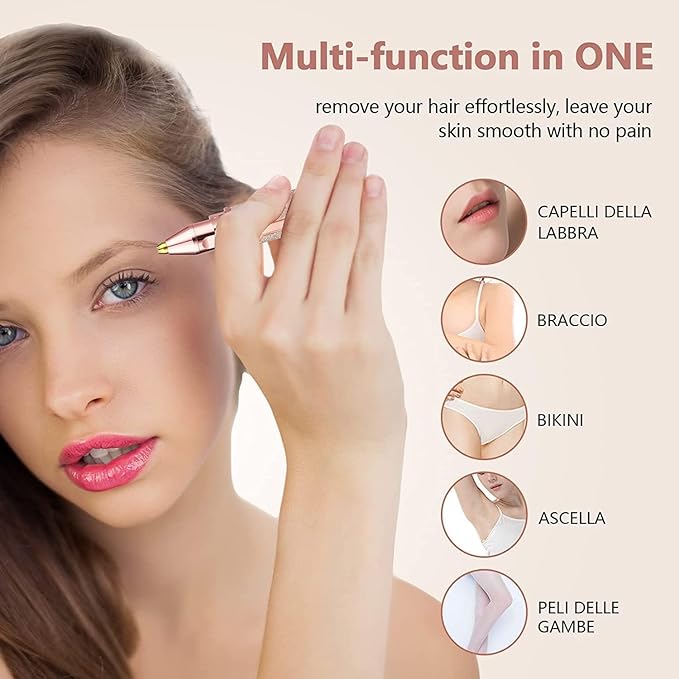 Multi-function in ONE
remove your hair effortlessly, leave your
skin smooth with no pain
CAPELLI DELLA
LABBRA
BRACCIO
BIKINI
ASCELLA
PELI DELLE
GAMBE